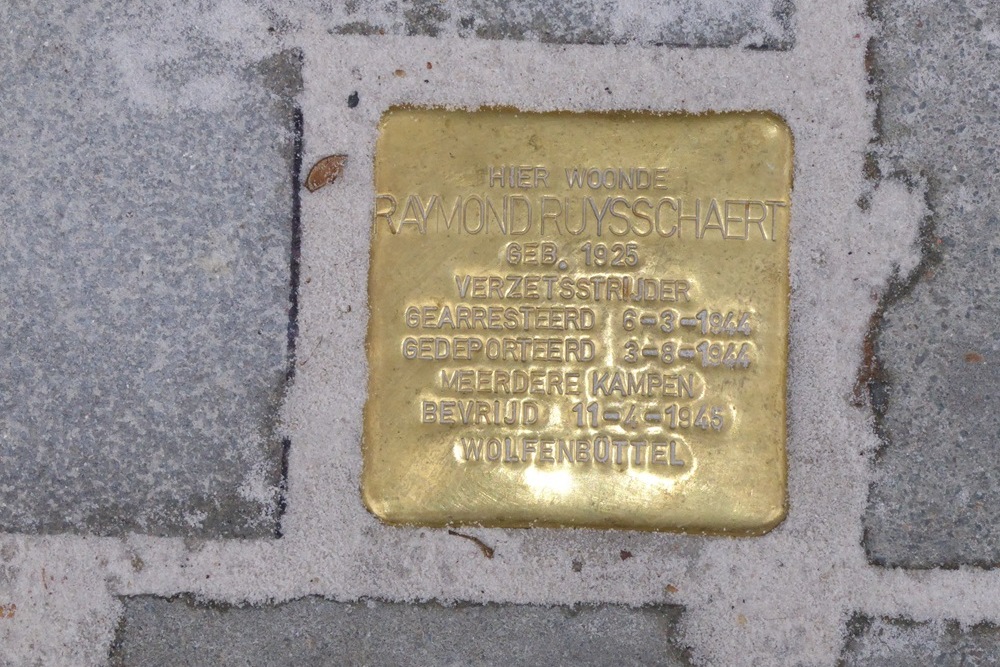 HIER WOONDE
RAYMOND RUYSSCHAERT
GEB. 1925
VERZETSSTRIJDER
GEARRESTEERD 6-3-1944
GEDEPORTEERD 3-8-1944
MEERDERE KAMPEN
BEVRIJD 11-4-1945
WOLFENBÜTTEL